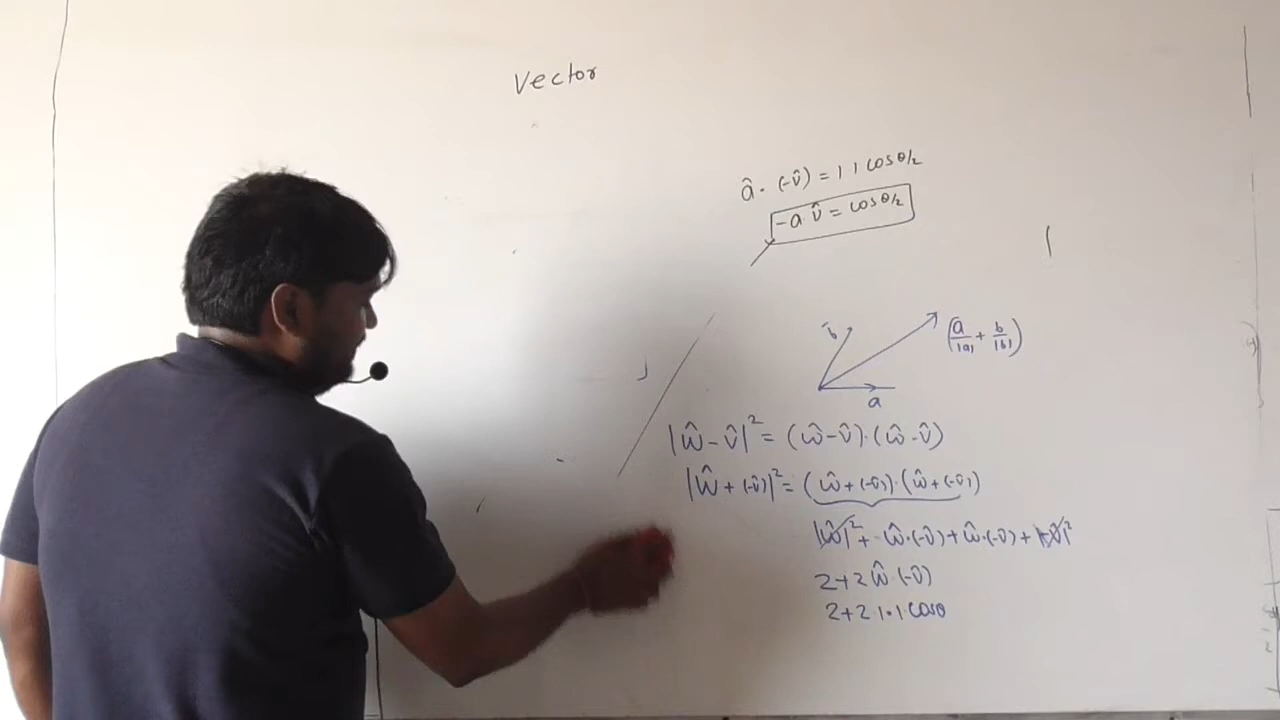 Vector
â · (-v̂) = 1 1 cos θ/2
-a · v̂ = cos θ/2
b
a
(a/|a| + b/|b|)
|ŵ - v̂|² = (ŵ - v̂) · (ŵ - v̂)
|ŵ + (-v̂)|² = (ŵ + (-v̂)) · (ŵ + (-v̂))
|ŵ|² + ŵ · (-v̂) + ŵ · (-v̂) + |v̂|²
2 + 2 ŵ · (-v̂)
2 + 2 · 1 · 1 · cos θ